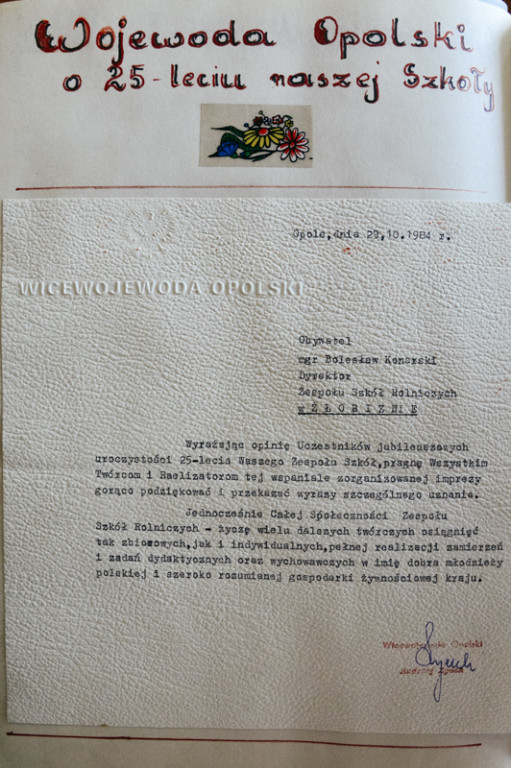 Wojewoda Opolski
o 25-leciu naszej Szkoły
Opole,dnia 29,10.1984 r.
WICEWOJEWODA OPOLSKI
Obywatel
mgr Bolesław Konarski
Dyrektor
Zespołu Szkół Rolniczych
w Ż Ł O B I Z N I E
Wyrażając opinię Uczestników jubileuszowych
uroczystości 25-lecia Waszego Zespołu Szkół,pragnę Wszystkim
Twórcom i Realizatorom tej wspaniale zorganizowanej imprezy
gorąco podziękować i przekazać wyrazy szczególnego uznania.
Jednocześnie Całej Społeczności Zespołu
Szkół Rolniczych - życzę wielu dalszych twórczych osiągnięć
tak zbiorowych,jak i indywidualnych,pełnej realizacji zamierzeń
i zadań dydaktycznych oraz wychowawczych w imię dobra młodzieży
polskiej i szeroko rozumianej gospodarki żywnościowej kraju.
Wicewojewoda Opolski